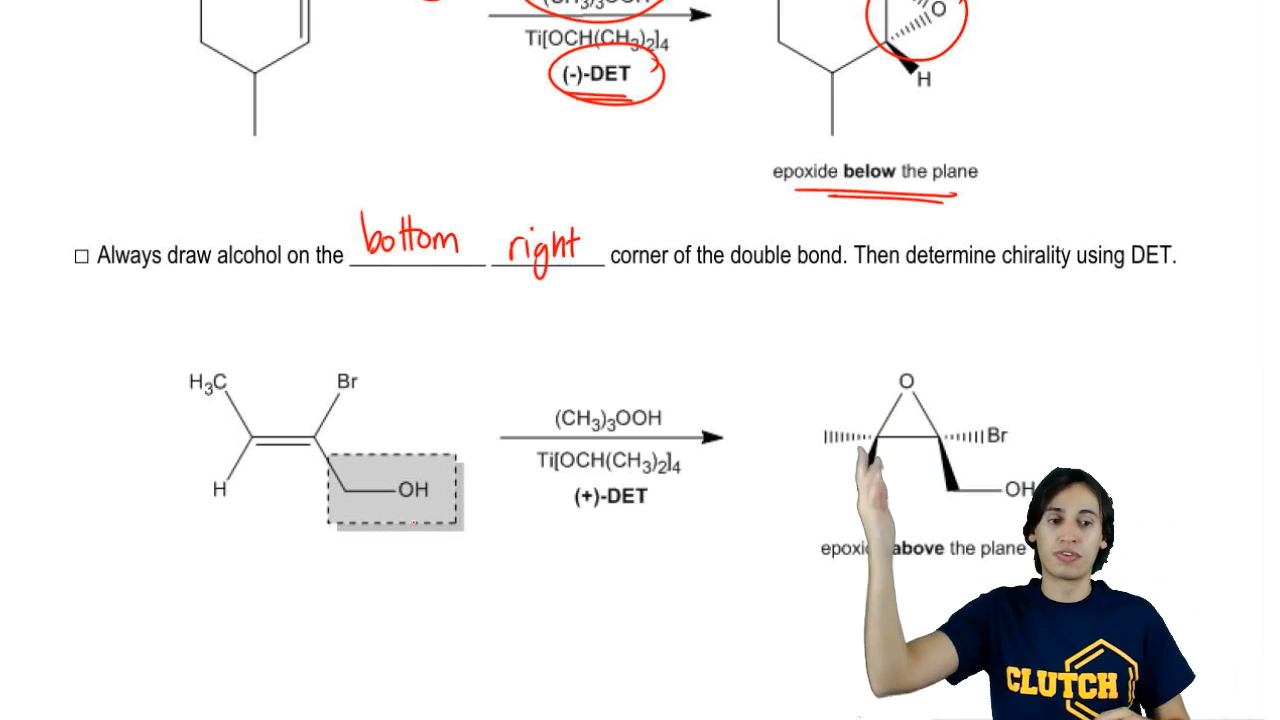 (CH₃)₃OOH
Ti[OCH(CH₃)₂]₄
(-)-DET
O
H
epoxide below the plane
□ Always draw alcohol on the bottom right corner of the double bond. Then determine chirality using DET.
H₃C
Br
H
OH
(CH₃)₃OOH
Ti[OCH(CH₃)₂]₄
(+)-DET
O
Br
OH
above the plane
CLUTCH